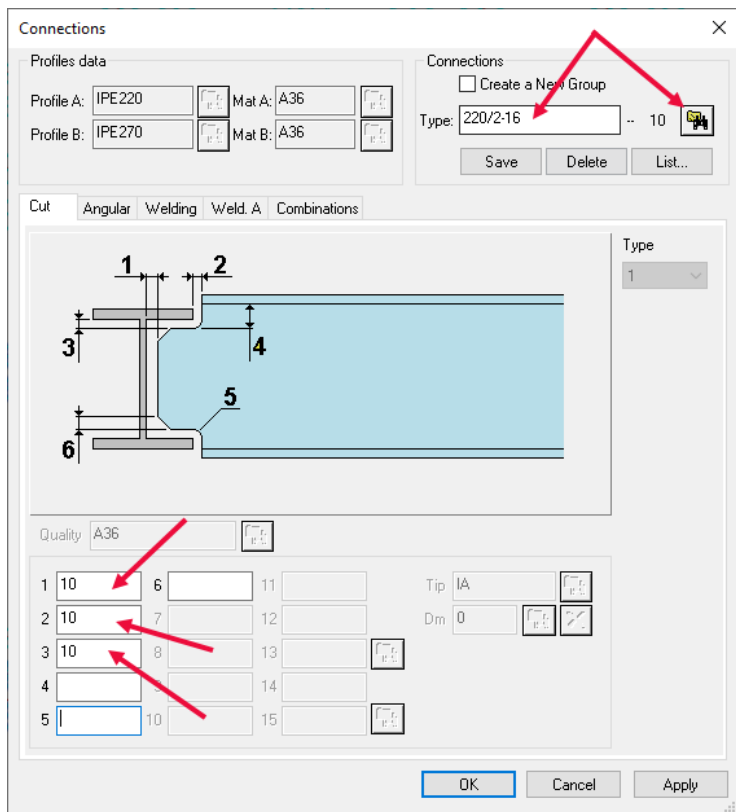 Connections
Profiles data
Profile A: IPE220 Mat A: A36
Profile B: IPE270 Mat B: A36
Connections
Create a New Group
Type: 220/2-16 -- 10
Save Delete List...
Cut Angular Welding Weld. A Combinations
Type
1
1 2
3 4
5
6
Quality A36
1 10 6 11 Tip IA
2 10 7 12 Dm 0
3 10 8 13
4 9 14
5 10 15
OK Cancel Apply